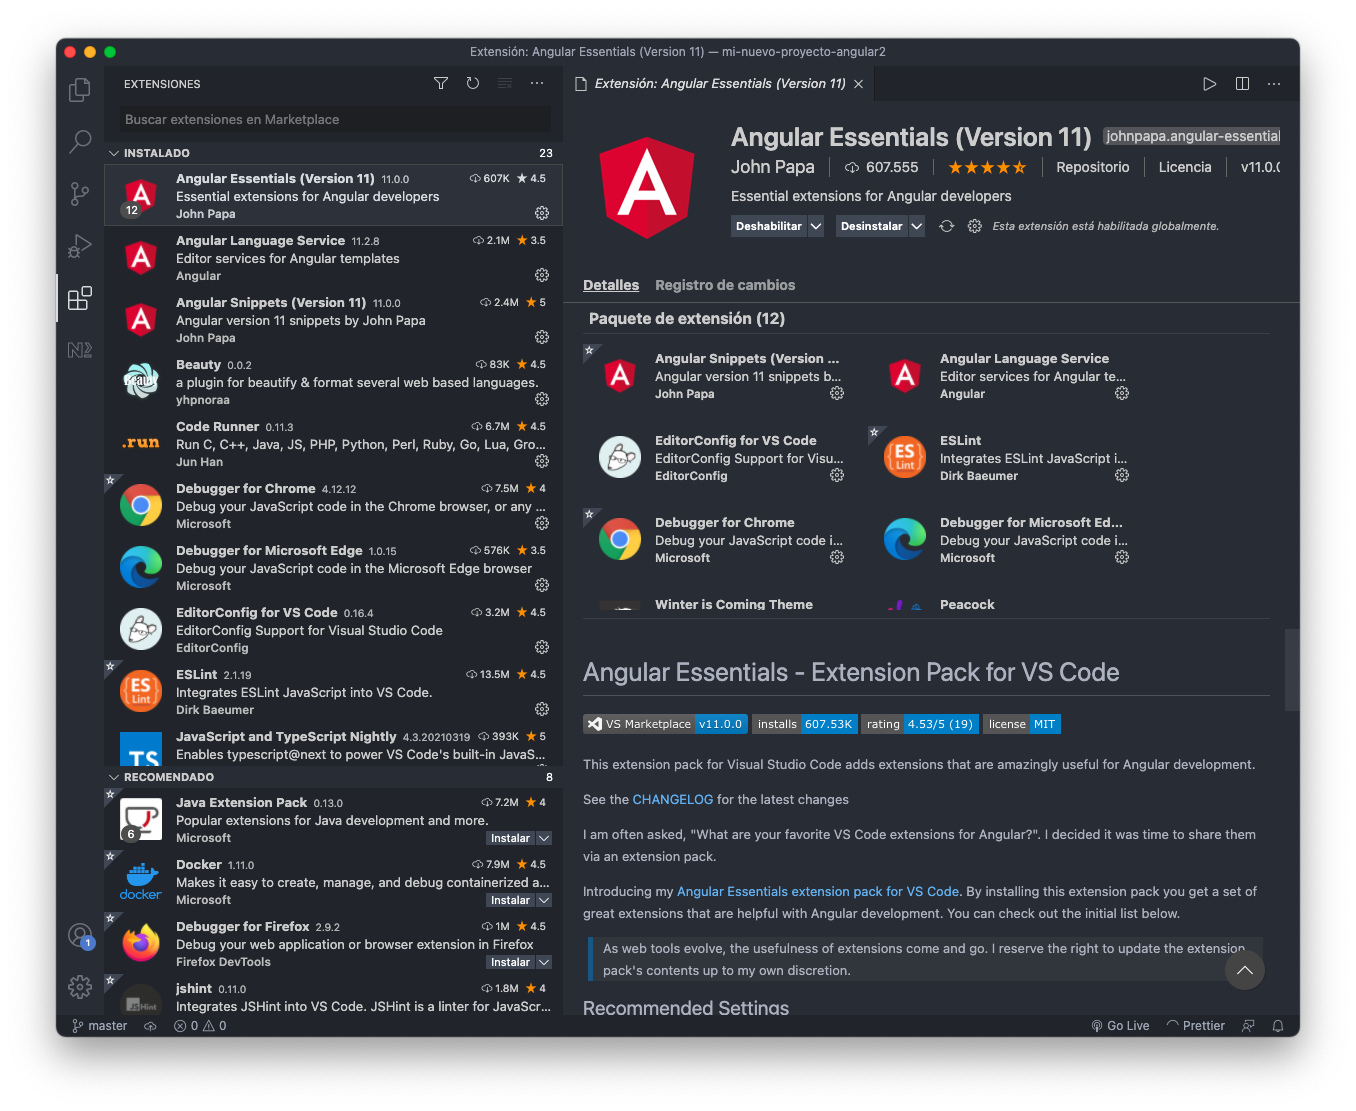 Extensión: Angular Essentials (Version 11) — mi-nuevo-proyecto-angular2
EXTENSIONES
Buscar extensiones en Marketplace
INSTALADO 23
Angular Essentials (Version 11) 11.0.0 607K ★ 4.5
Essential extensions for Angular developers
12
John Papa
Angular Language Service 11.2.8 2.1M ★ 3.5
Editor services for Angular templates
Angular
Angular Snippets (Version 11) 11.0.0 2.4M ★ 5
Angular version 11 snippets by John Papa
John Papa
Beauty 0.0.2 83K ★ 4.5
a plugin for beautify & format several web based languages.
yhpnoraa
Code Runner 0.11.3 6.7M ★ 4.5
.run
Run C, C++, Java, JS, PHP, Python, Perl, Ruby, Go, Lua, Gro...
Jun Han
Debugger for Chrome 4.12.12 7.5M ★ 4
Debug your JavaScript code in the Chrome browser, or any ...
Microsoft
Debugger for Microsoft Edge 1.0.15 576K ★ 3.5
Debug your JavaScript code in the Microsoft Edge browser
Microsoft
EditorConfig for VS Code 0.16.4 3.2M ★ 4.5
EditorConfig Support for Visual Studio Code
EditorConfig
ESLint 2.1.19 13.5M ★ 4.5
ES
Lint
Integrates ESLint JavaScript into VS Code.
Dirk Baeumer
JavaScript and TypeScript Nightly 4.3.20210319 393K ★ 5
TS
Enables typescript@next to power VS Code's built-in JavaS...
RECOMENDADO 8
Java Extension Pack 0.13.0 7.2M ★ 4
Popular extensions for Java development and more.
6
Microsoft Instalar
Docker 1.11.0 7.9M ★ 4.5
Makes it easy to create, manage, and debug containerized a...
docker
Microsoft Instalar
Debugger for Firefox 2.9.2 1M ★ 4.5
Debug your web application or browser extension in Firefox
Firefox DevTools Instalar
jshint 0.11.0 1.8M ★ 4
JSHint
Integrates JSHint into VS Code. JSHint is a linter for JavaScr...
1
Extensión: Angular Essentials (Version 11)
Angular Essentials (Version 11) johnpapa.angular-essential
John Papa 607.555 Repositorio Licencia v11.0.0
Essential extensions for Angular developers
Deshabilitar Desinstalar Esta extensión está habilitada globalmente.
Detalles Registro de cambios
Paquete de extensión (12)
Angular Snippets (Version ...
Angular version 11 snippets b...
John Papa
Angular Language Service
Editor services for Angular te...
Angular
EditorConfig for VS Code
EditorConfig Support for Visu...
EditorConfig
ES
Lint
ESLint
Integrates ESLint JavaScript i...
Dirk Baeumer
Debugger for Chrome
Debug your JavaScript code i...
Microsoft
Debugger for Microsoft Ed...
Debug your JavaScript code i...
Microsoft
Winter is Coming Theme
Peacock
Angular Essentials - Extension Pack for VS Code
VS Marketplace v11.0.0 installs 607.53K rating 4.53/5 (19) license MIT
This extension pack for Visual Studio Code adds extensions that are amazingly useful for Angular development.
See the CHANGELOG for the latest changes
I am often asked, "What are your favorite VS Code extensions for Angular?". I decided it was time to share them
via an extension pack.
Introducing my Angular Essentials extension pack for VS Code. By installing this extension pack you get a set of
great extensions that are helpful with Angular development. You can check out the initial list below.
As web tools evolve, the usefulness of extensions come and go. I reserve the right to update the extension
pack's contents up to my own discretion.
Recommended Settings
master 0 0 Go Live Prettier